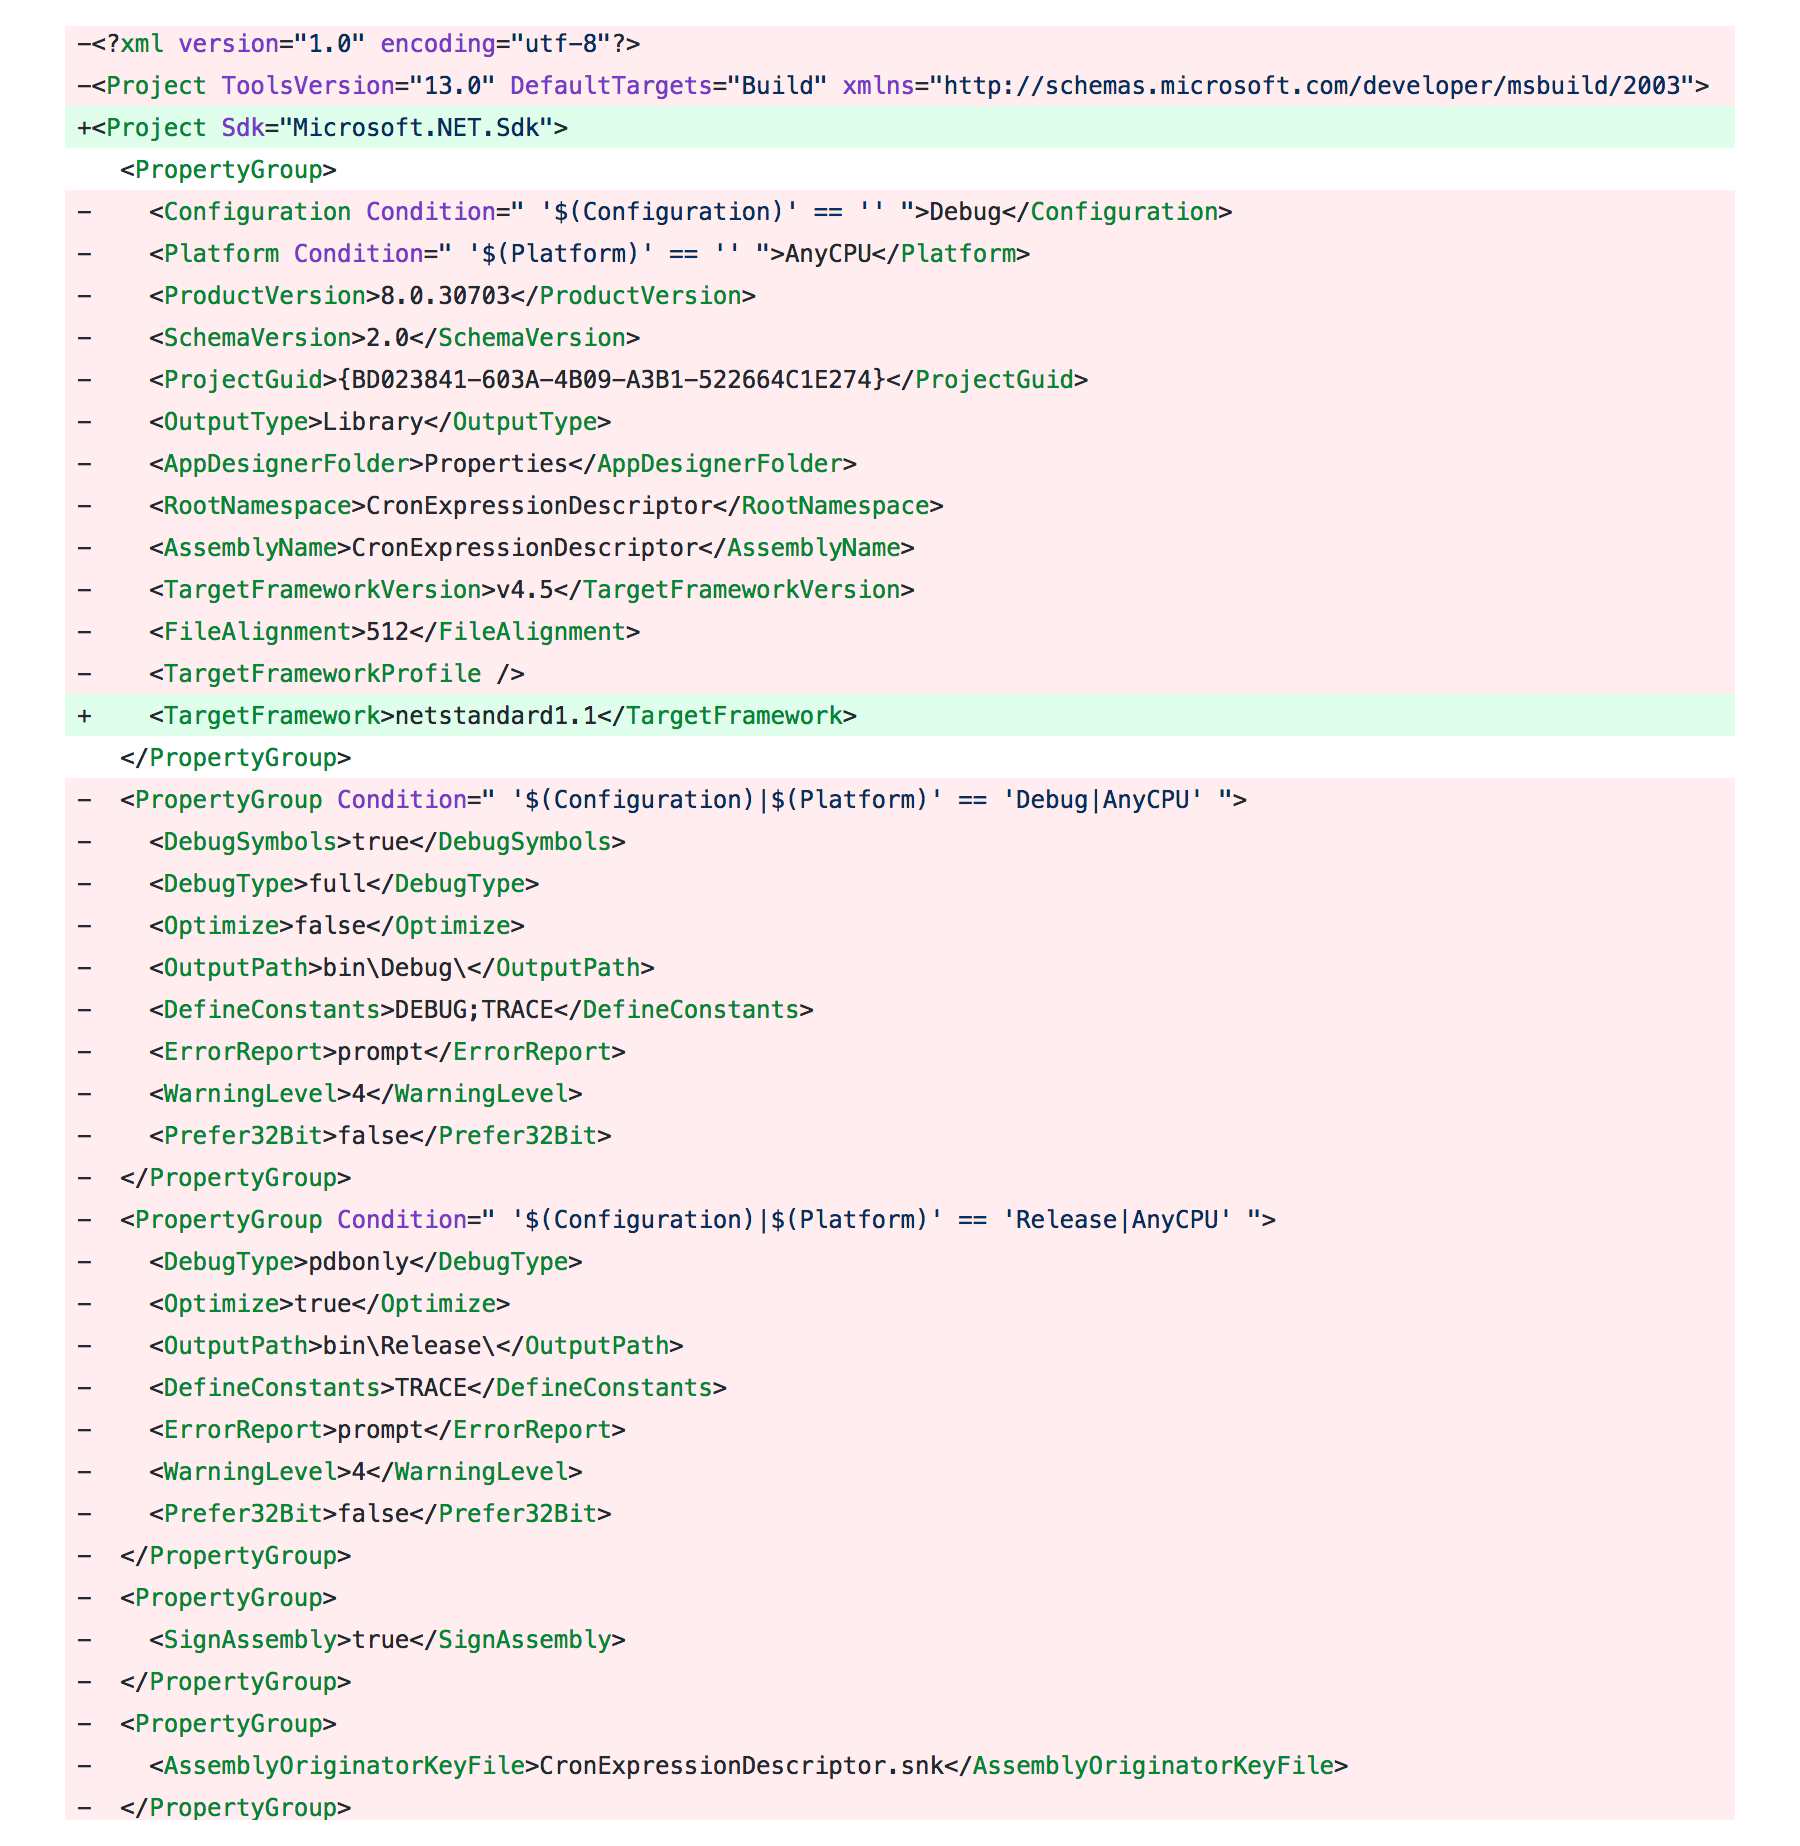 -<?xml version="1.0" encoding="utf-8"?>
-<Project ToolsVersion="13.0" DefaultTargets="Build" xmlns="http://schemas.microsoft.com/developer/msbuild/2003">
+<Project Sdk="Microsoft.NET.Sdk">
   <PropertyGroup>
-    <Configuration Condition=" '$(Configuration)' == '' ">Debug</Configuration>
-    <Platform Condition=" '$(Platform)' == '' ">AnyCPU</Platform>
-    <ProductVersion>8.0.30703</ProductVersion>
-    <SchemaVersion>2.0</SchemaVersion>
-    <ProjectGuid>{BD023841-603A-4B09-A3B1-522664C1E274}</ProjectGuid>
-    <OutputType>Library</OutputType>
-    <AppDesignerFolder>Properties</AppDesignerFolder>
-    <RootNamespace>CronExpressionDescriptor</RootNamespace>
-    <AssemblyName>CronExpressionDescriptor</AssemblyName>
-    <TargetFrameworkVersion>v4.5</TargetFrameworkVersion>
-    <FileAlignment>512</FileAlignment>
-    <TargetFrameworkProfile />
+    <TargetFramework>netstandard1.1</TargetFramework>
   </PropertyGroup>
-  <PropertyGroup Condition=" '$(Configuration)|$(Platform)' == 'Debug|AnyCPU' ">
-    <DebugSymbols>true</DebugSymbols>
-    <DebugType>full</DebugType>
-    <Optimize>false</Optimize>
-    <OutputPath>bin\Debug\</OutputPath>
-    <DefineConstants>DEBUG;TRACE</DefineConstants>
-    <ErrorReport>prompt</ErrorReport>
-    <WarningLevel>4</WarningLevel>
-    <Prefer32Bit>false</Prefer32Bit>
-  </PropertyGroup>
-  <PropertyGroup Condition=" '$(Configuration)|$(Platform)' == 'Release|AnyCPU' ">
-    <DebugType>pdbonly</DebugType>
-    <Optimize>true</Optimize>
-    <OutputPath>bin\Release\</OutputPath>
-    <DefineConstants>TRACE</DefineConstants>
-    <ErrorReport>prompt</ErrorReport>
-    <WarningLevel>4</WarningLevel>
-    <Prefer32Bit>false</Prefer32Bit>
-  </PropertyGroup>
-  <PropertyGroup>
-    <SignAssembly>true</SignAssembly>
-  </PropertyGroup>
-  <PropertyGroup>
-    <AssemblyOriginatorKeyFile>CronExpressionDescriptor.snk</AssemblyOriginatorKeyFile>
-  </PropertyGroup>